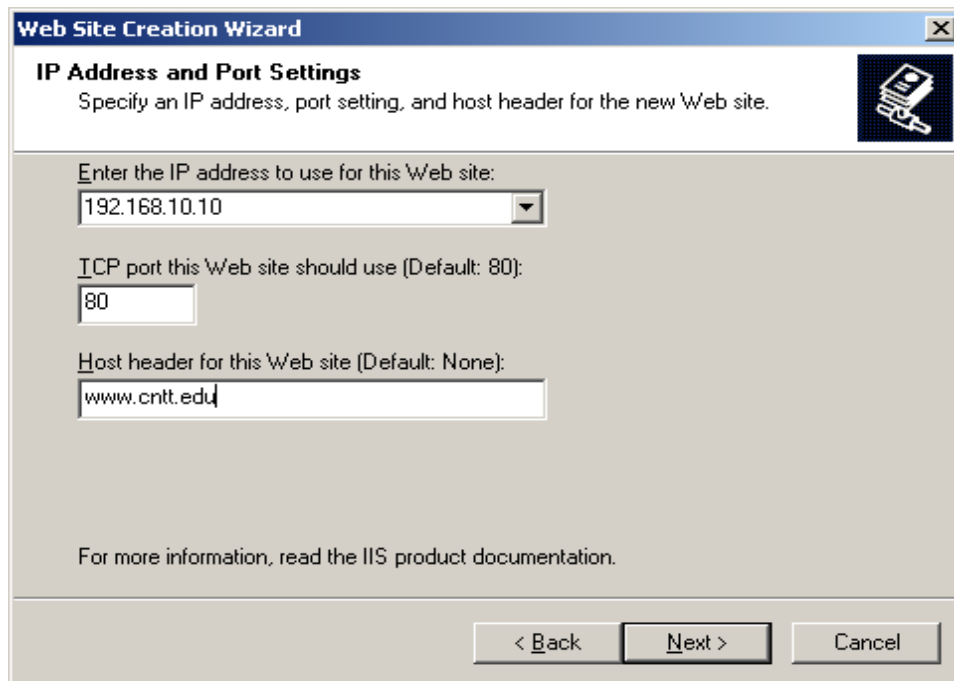 Web Site Creation Wizard
IP Address and Port Settings
Specify an IP address, port setting, and host header for the new Web site.
Enter the IP address to use for this Web site:
192.168.10.10
TCP port this Web site should use (Default: 80):
80
Host header for this Web site (Default: None):
www.cntt.edu
For more information, read the IIS product documentation.
< Back Next > Cancel